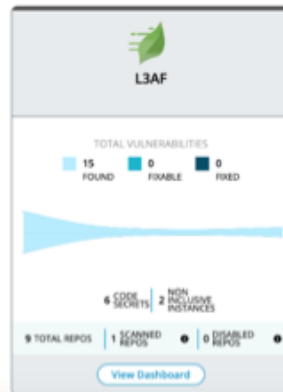 L3AF
TOTAL VULNERABILITIES
15 FOUND
0 FIXABLE
0 FIXED
6 CODE SECRETS
2 NON INCLUSIVE INSTANCES
9 TOTAL REPOS
1 SCANNED REPOS
0 DISABLED REPOS
View Dashboard